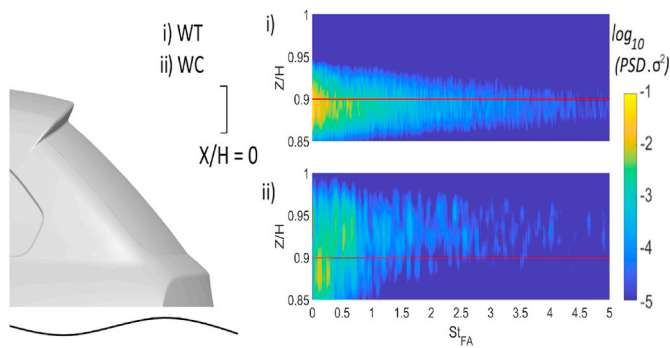 i) WT
ii) WC
X/H = 0
i)
1
0.95
0.9
0.85
Z/H
ii)
1
0.95
0.9
0.85
Z/H
0 0.5 1 1.5 2 2.5 3 3.5 4 4.5 5
St_FA
log₁₀
(PSD.σ²)
-1
-2
-3
-4
-5